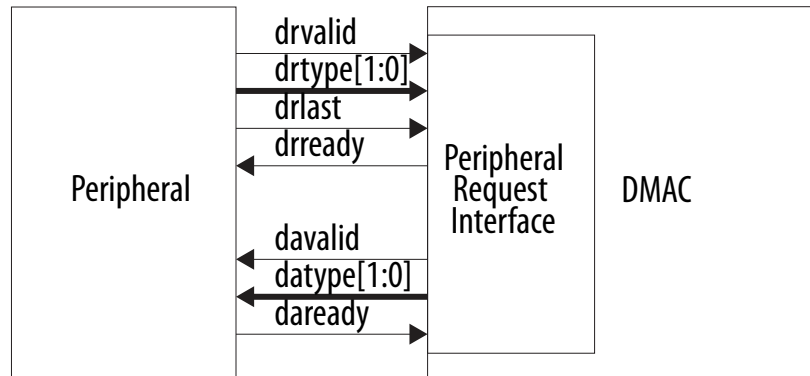 drvalid
drtype[1:0]
drlast
drready
Peripheral
Peripheral
Request
Interface
DMAC
davalid
datype[1:0]
daready